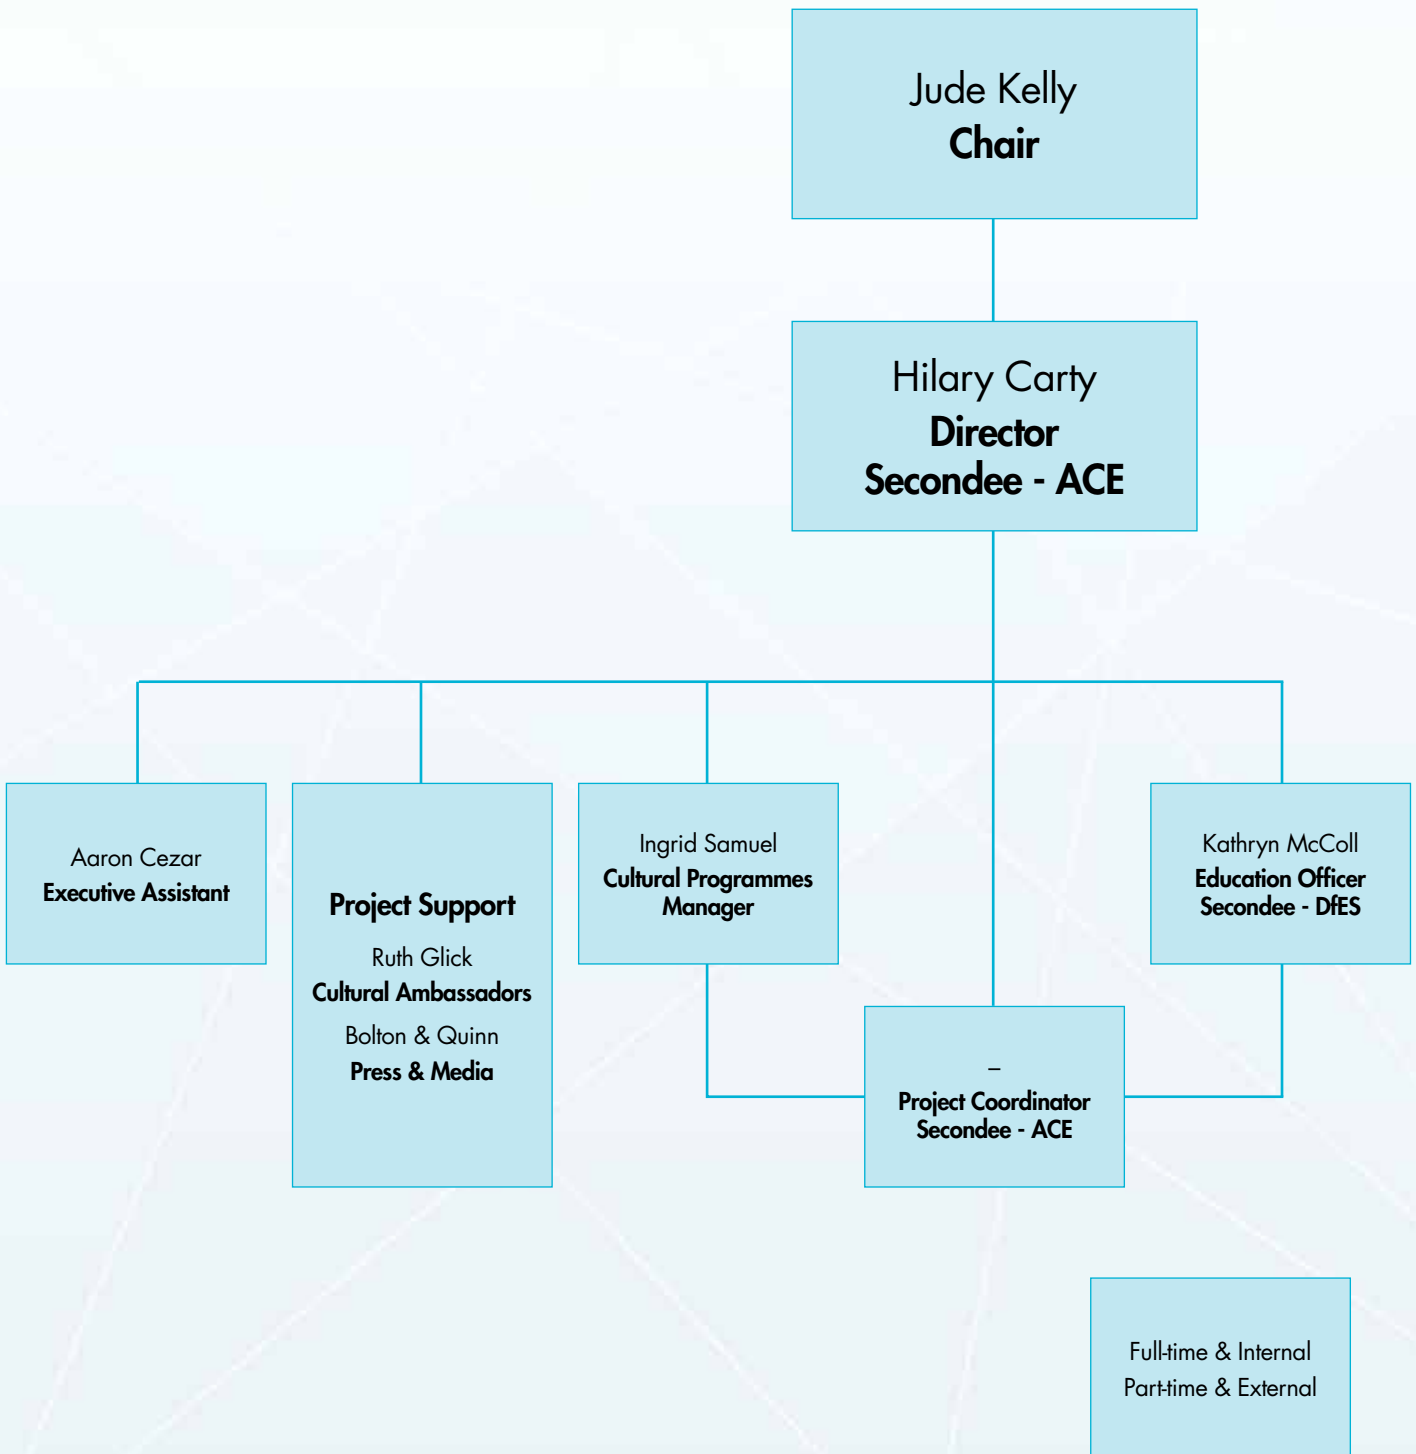 Jude Kelly
Chair
Hilary Carty
Director
Secondee - ACE
Aaron Cezar
Executive Assistant
Project Support
Ruth Glick
Cultural Ambassadors
Bolton & Quinn
Press & Media
Ingrid Samuel
Cultural Programmes
Manager
Kathryn McColl
Education Officer
Secondee - DfES
–
Project Coordinator
Secondee - ACE
Full-time & Internal
Part-time & External